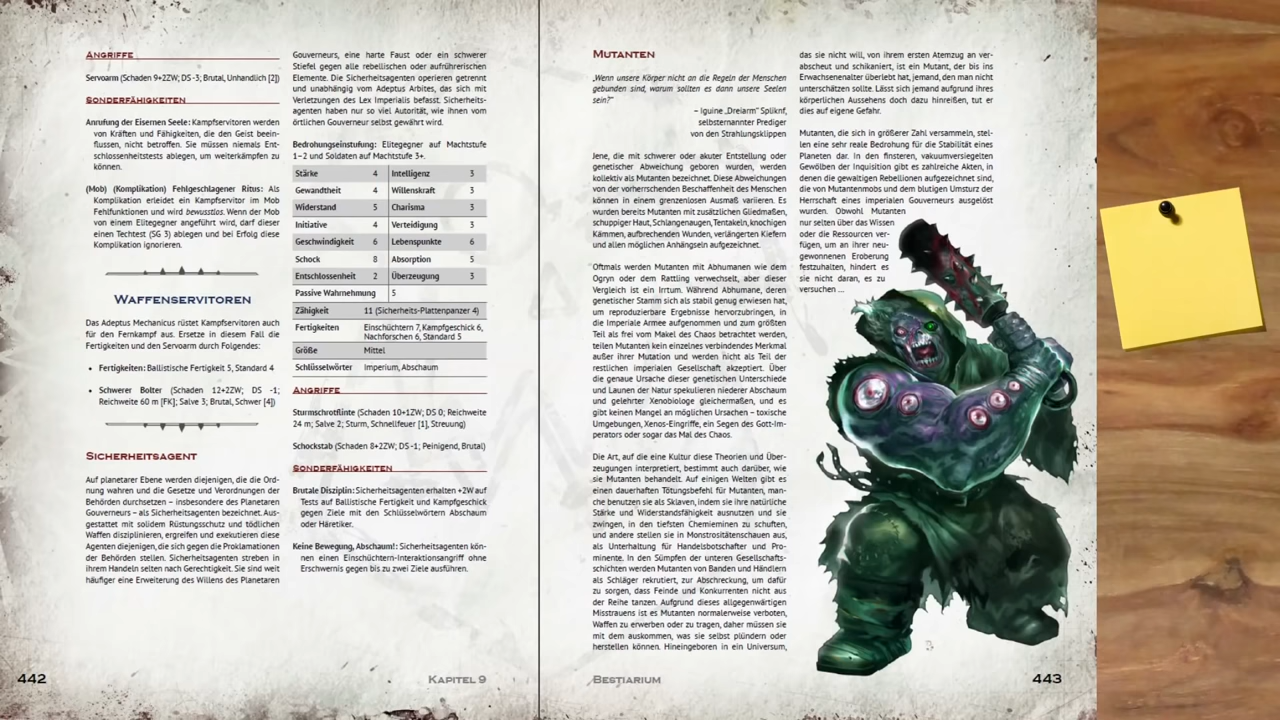 Angriffe
Servoarm (Schaden 9+2ZW; DS -3; Brutal, Unhandlich [2])
Sonderfähigkeiten
Anrufung der Eisernen Seele: Kampfservitoren werden
von Kräften und Fähigkeiten, die den Geist beein-
flussen, nicht betroffen. Sie müssen niemals Ent-
schlossenheitstests ablegen, um weiterkämpfen zu
können.
(Mob) (Komplikation) Fehlgeschlagener Ritus: Als
Komplikation erleidet ein Kampfservitor im Mob
Fehlfunktionen und wird bewusstlos. Wenn der Mob
von einem Elitegegner angeführt wird, darf dieser
einen Techtest (SG 3) ablegen und bei Erfolg diese
Komplikation ignorieren.
Waffenservitoren
Das Adeptus Mechanicus rüstet Kampfservitoren auch
für den Fernkampf aus. Ersetze in diesem Fall die
Fertigkeiten und den Servoarm durch Folgendes:
• Fertigkeiten: Ballistische Fertigkeit 5, Standard 4
• Schwerer Bolter (Schaden 12+2ZW; DS -1;
Reichweite 60 m [FK]; Salve 3; Brutal, Schwer [4])
Sicherheitsagent
Auf planetarer Ebene werden diejenigen, die die Ord-
nung wahren und die Gesetze und Verordnungen der
Behörden durchsetzen – insbesondere des Planetaren
Gouverneurs – als Sicherheitsagenten bezeichnet. Aus-
gestattet mit solidem Rüstungsschutz und tödlichen
Waffen disziplinieren, ergreifen und exekutieren diese
Agenten diejenigen, die sich gegen die Proklamationen
der Behörden stellen. Sicherheitsagenten streben in
ihrem Handeln selten nach Gerechtigkeit. Sie sind weit
häufiger eine Erweiterung des Willens des Planetaren
Gouverneurs, eine harte Faust oder ein schwerer
Stiefel gegen alle rebellischen oder aufrührerischen
Elemente. Die Sicherheitsagenten operieren getrennt
und unabhängig vom Adeptus Arbites, das sich mit
Verletzungen des Lex Imperialis befasst. Sicherheits-
agenten haben nur so viel Autorität, wie ihnen vom
örtlichen Gouverneur selbst gewährt wird.
Bedrohungseinstufung: Elitegegner auf Machtstufe
1–2 und Soldaten auf Machtstufe 3+.
Stärke 4 Intelligenz 3
Gewandtheit 4 Willenskraft 3
Widerstand 5 Charisma 3
Initiative 4 Verteidigung 3
Geschwindigkeit 6 Lebenspunkte 6
Schock 8 Absorption 5
Entschlossenheit 2 Überzeugung 3
Passive Wahrnehmung 5
Zähigkeit 11 (Sicherheits-Plattenpanzer 4)
Fertigkeiten Einschüchtern 7, Kampfgeschick 6,
Nachforschen 6, Standard 5
Größe Mittel
Schlüsselwörter Imperium, Abschaum
Angriffe
Sturmschrotflinte (Schaden 10+1ZW; DS 0; Reichweite
24 m; Salve 2; Sturm, Schnellfeuer [1], Streuung)
Schockstab (Schaden 8+2ZW; DS -1; Peinigend, Brutal)
Sonderfähigkeiten
Brutale Disziplin: Sicherheitsagenten erhalten +2W auf
Tests auf Ballistische Fertigkeit und Kampfgeschick
gegen Ziele mit den Schlüsselwörtern Abschaum
oder Häretiker.
Keine Bewegung, Abschaum!: Sicherheitsagenten kön-
nen einen Einschüchtern-Interaktionsangriff ohne
Erschwernis gegen bis zu zwei Ziele ausführen.
442
Kapitel 9
Mutanten
„Wenn unsere Körper nicht an die Regeln der Menschen
gebunden sind, warum sollten es dann unsere Seelen
sein?“
– Iguine „Dreiarm“ Spliknf,
selbsternannter Prediger
von den Strahlungsklippen
Jene, die mit schwerer oder akuter Entstellung oder
genetischer Abweichung geboren wurden, werden
kollektiv als Mutanten bezeichnet. Diese Abweichungen
von der vorherrschenden Beschaffenheit des Menschen
können in einem grenzenlosen Ausmaß variieren. Es
wurden bereits Mutanten mit zusätzlichen Gliedmaßen,
schuppiger Haut, Schlangenaugen, Tentakeln, knochigen
Kämmen, aufbrechenden Wunden, verlängerten Kiefern
und allen möglichen Anhängseln aufgezeichnet.
Oftmals werden Mutanten mit Abhumanen wie dem
Ogryn oder dem Rattling verwechselt, aber dieser
Vergleich ist ein Irrtum. Während Abhumane, deren
genetischer Stamm sich als stabil genug erwiesen hat,
um reproduzierbare Ergebnisse hervorzubringen, in
die Imperiale Armee aufgenommen und zum größten
Teil als frei vom Makel des Chaos betrachtet werden,
teilen Mutanten kein einzelnes verbindendes Merkmal
außer ihrer Mutation und werden nicht als Teil der
restlichen imperialen Gesellschaft akzeptiert. Über
die genaue Ursache dieser genetischen Unterschiede
und Launen der Natur spekulieren niederer Abschaum
und gelehrter Xenobiologe gleichermaßen, und es
gibt keinen Mangel an möglichen Ursachen – toxische
Umgebungen, Xenos-Eingriffe, ein Segen des Gott-Im-
perators oder sogar das Mal des Chaos.
Die Art, auf die eine Kultur diese Theorien und Über-
zeugungen interpretiert, bestimmt auch darüber, wie
sie Mutanten behandelt. Auf einigen Welten gibt es
einen dauerhaften Tötungsbefehl für Mutanten, man-
che benutzen sie als Sklaven, indem sie ihre natürliche
Stärke und Widerstandsfähigkeit ausnutzen und sie
zwingen, in den tiefsten Chemieminen zu schuften,
und andere stellen sie in Monstrositätenschauen aus,
als Unterhaltung für Handelsbotschafter und Pro-
minente. In den Sümpfen der unteren Gesellschafts-
schichten werden Mutanten von Banden und Händlern
als Schläger rekrutiert, zur Abschreckung, um dafür
zu sorgen, dass Feinde und Konkurrenten nicht aus
der Reihe tanzen. Aufgrund dieses allgegenwärtigen
Misstrauens ist es Mutanten normalerweise verboten,
Waffen zu erwerben oder zu tragen, daher müssen sie
mit dem auskommen, was sie selbst plündern oder
herstellen können. Hineingeboren in ein Universum,
das sie nicht will, von ihrem ersten Atemzug an ver-
abscheut und schikaniert, ist ein Mutant, der bis ins
Erwachsenenalter überlebt hat, jemand, den man nicht
unterschätzen sollte. Lässt sich jemand aufgrund ihres
körperlichen Aussehens doch dazu hinreißen, tut er
dies auf eigene Gefahr.
Mutanten, die sich in größerer Zahl versammeln, stel-
len eine sehr reale Bedrohung für die Stabilität eines
Planeten dar. In den finsteren, vakuumversiegelten
Gewölben der Inquisition gibt es zahlreiche Akten, in
denen die gewaltigen Rebellionen aufgezeichnet sind,
die von Mutantenmobs und dem blutigen Umsturz der
Herrschaft eines imperialen Gouverneurs ausgelöst
wurden. Obwohl Mutanten
nur selten über das Wissen
oder die Ressourcen ver-
fügen, um an ihrer neu-
gewonnenen Eroberung
festzuhalten, hindert es
sie nicht daran, es zu
versuchen ...
Bestiarium
443